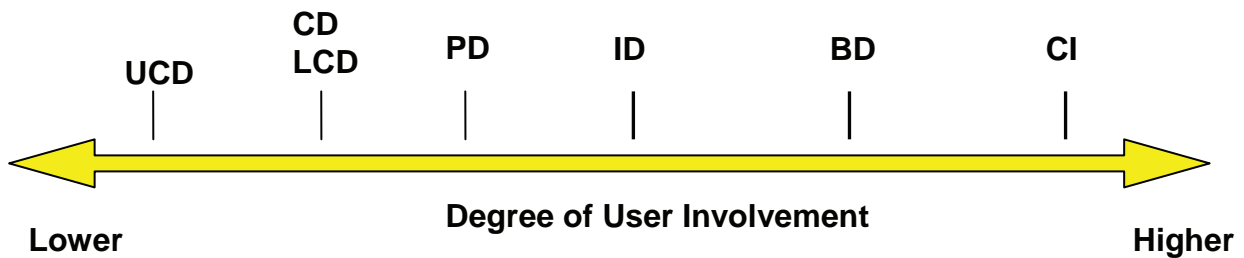 UCD
CD
LCD
PD
ID
BD
CI
Degree of User Involvement
Lower
Higher